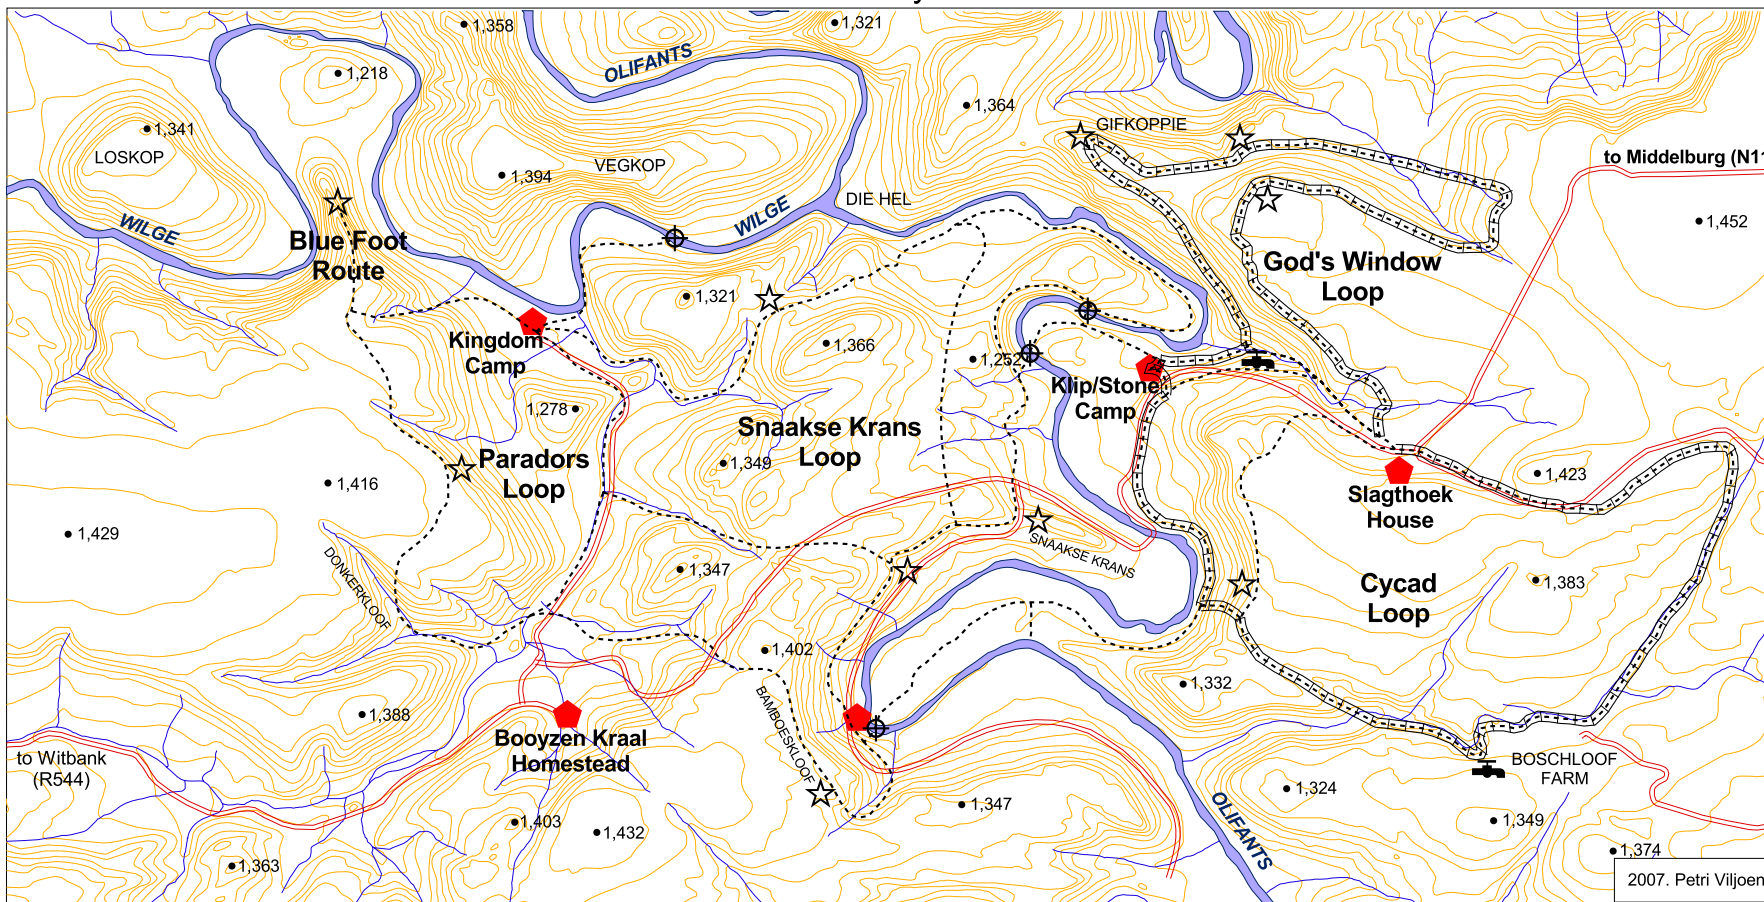 1,358
1,321
OLIFANTS
1,218
1,364
1,341
GIFKOPPIE
LOSKOP
VEGKOP
to Middelburg (N11
1,394
DIE HEL
WILGE
WILGE
1,452
Blue Foot
Route
God's Window
Loop
1,321
Kingdom
Camp
1,366
1,252
Klip/Stone
Camp
1,278
Snaakse Krans
Loop
Paradors
Loop
1,349
1,416
1,423
Slagthoek
House
1,429
SNAAKSE KRANS
DONKERKLOOF
1,347
Cycad
Loop
1,383
1,402
1,332
BAMBOESKLOOF
1,388
Booyzen Kraal
Homestead
to Witbank
(R544)
BOSCHLOOF
FARM
1,324
OLIFANTS
1,347
1,403
1,432
1,349
1,363
1,374
2007. Petri Viljoen